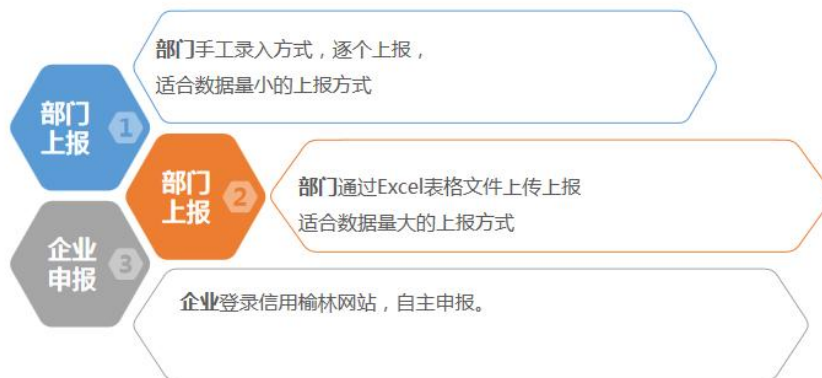 部门手工录入方式，逐个上报，
适合数据量小的上报方式
部门
上报
1
部门通过Excel表格文件上传上报
适合数据量大的上报方式
部门
上报
2
企业登录信用榆林网站，自主申报。
企业
申报
3